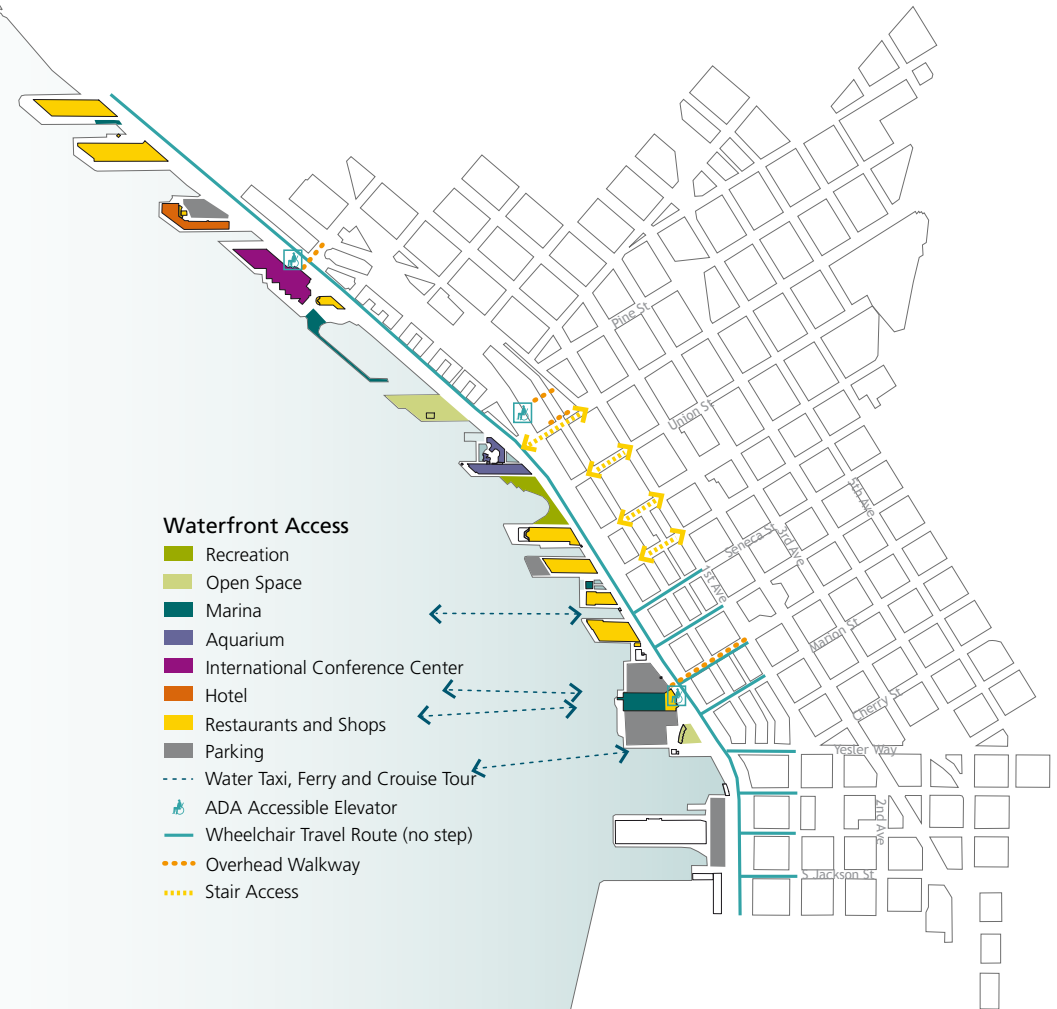 Pine St
Union St
5th Ave
Seneca St
3rd Ave
1st Ave
Marion St
Cherry St
Yester Way
2nd Ave
S Jackson St
Waterfront Access
Recreation
Open Space
Marina
Aquarium
International Conference Center
Hotel
Restaurants and Shops
Parking
Water Taxi, Ferry and Crouise Tour
ADA Accessible Elevator
Wheelchair Travel Route (no step)
Overhead Walkway
Stair Access